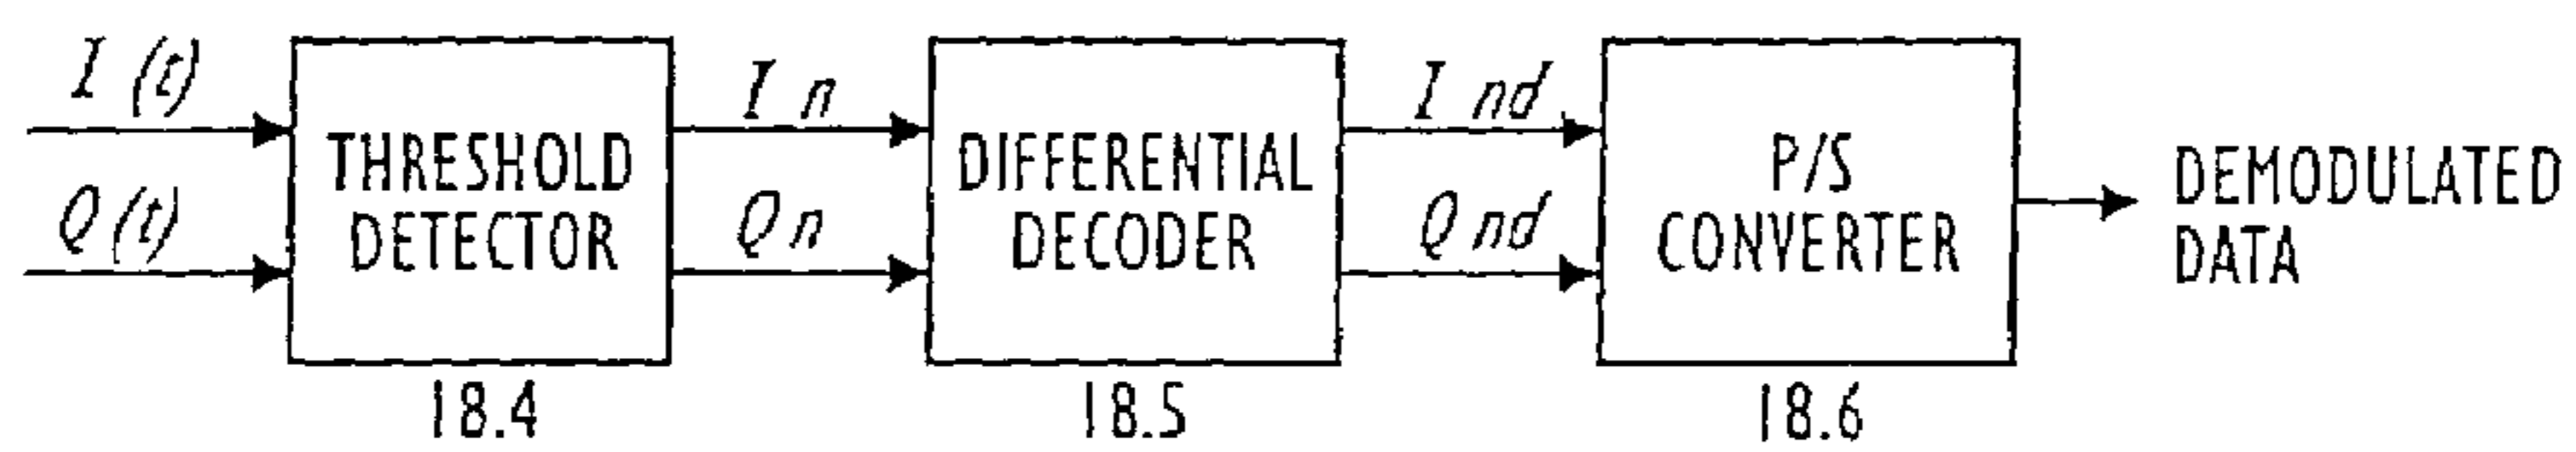 I (t)
Q (t)
THRESHOLD
DETECTOR
18.4
I n
Q n
DIFFERENTIAL
DECODER
18.5
I nd
Q nd
P/S
CONVERTER
18.6
DEMODULATED
DATA